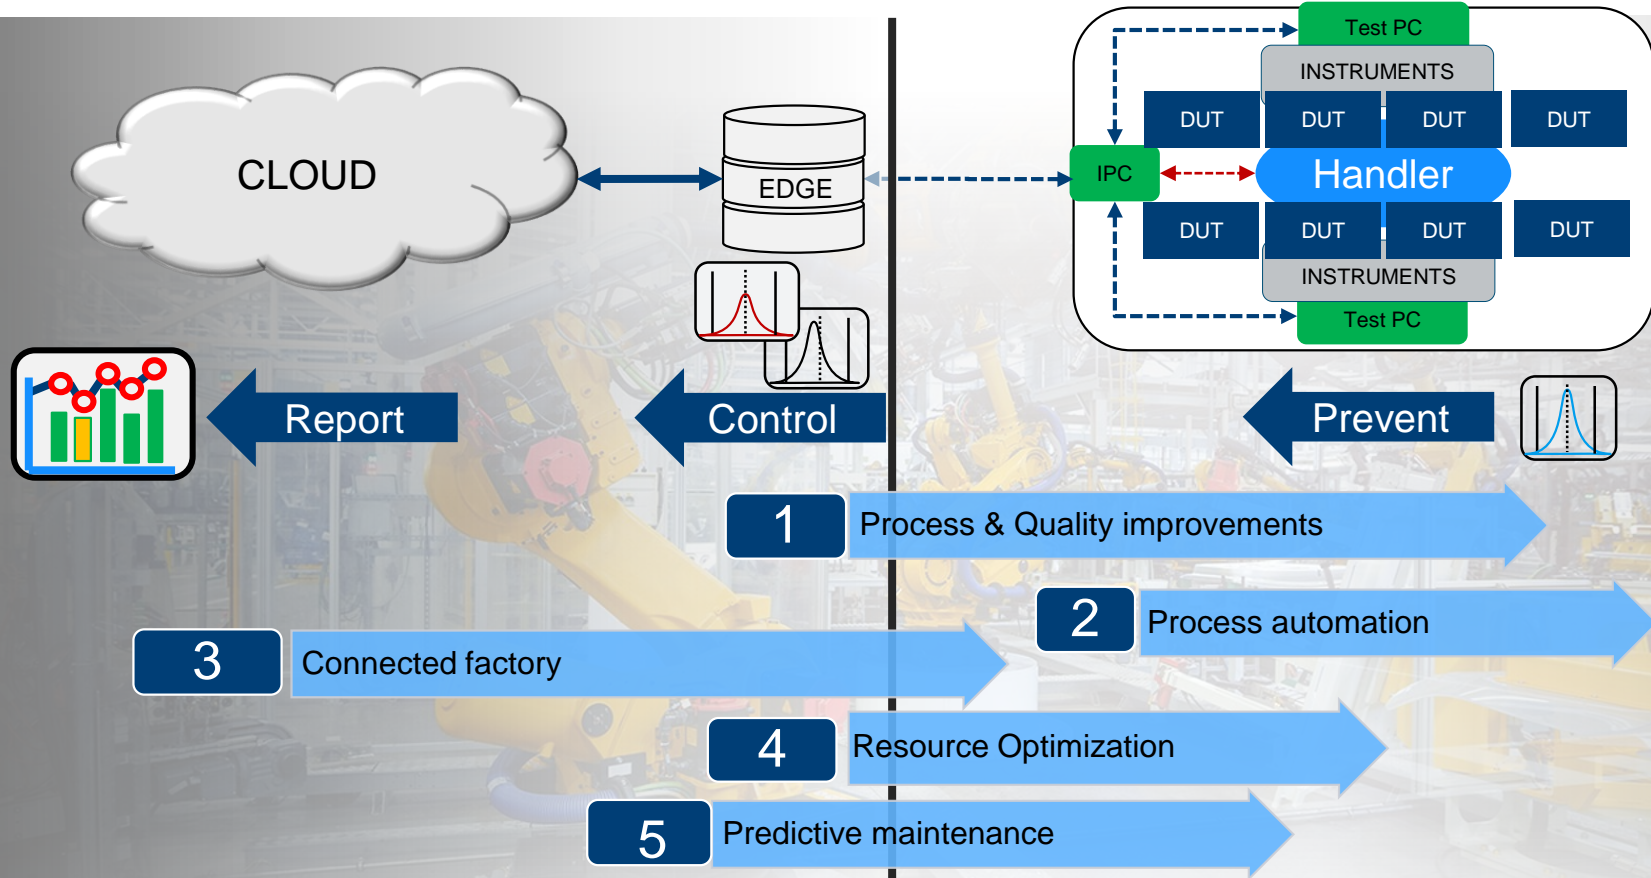 Test PC
INSTRUMENTS
DUT
DUT
DUT
DUT
CLOUD
EDGE
IPC
Handler
DUT
DUT
DUT
DUT
INSTRUMENTS
Test PC
Report
Control
Prevent
1
Process & Quality improvements
2
Process automation
3
Connected factory
4
Resource Optimization
5
Predictive maintenance